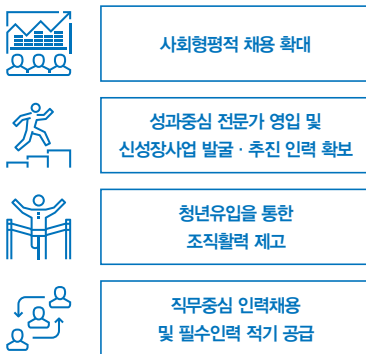 사회형평적 채용 확대
성과중심 전문가 영입 및
신성장사업 발굴 · 추진 인력 확보
청년유입을 통한
조직활력 제고
직무중심 인력채용
및 필수인력 적기 공급